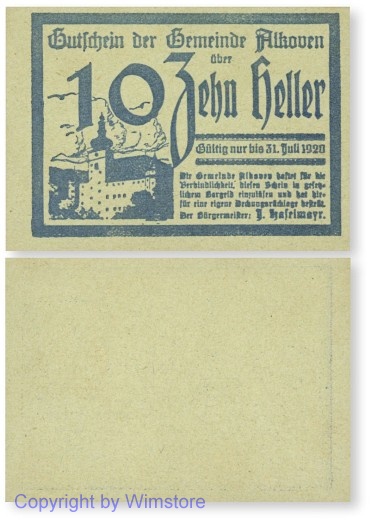 Gutschein der Gemeinde Alkoven
über
10 Zehn Heller
Gültig nur bis 31. Juli 1920
Die Gemeinde Alkoven haftet für die
Verbindlichkeit, diesen Schein in gesetz-
lichem Bargeld einzulösen und hat hie-
für eine eigene Deckungsrücklage bestellt.
Der Bürgermeister: J. Haselmayr.
Copyright by Wimstore